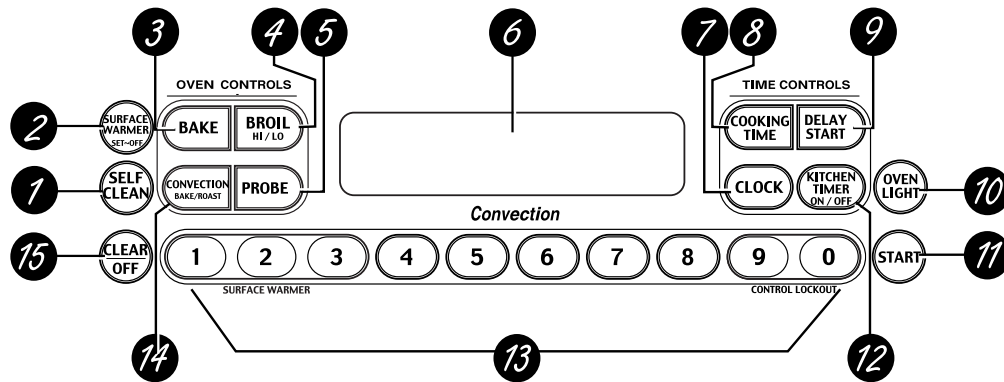 3
4
5
6
7
8
9
OVEN CONTROLS
TIME CONTROLS
2
SURFACE
WARMER
SET~OFF
BAKE
BROIL
HI / LO
COOKING
TIME
DELAY
START
1
SELF
CLEAN
CONVECTION
BAKE/ROAST
PROBE
CLOCK
KITCHEN
TIMER
ON / OFF
OVEN
LIGHT
10
Convection
15
CLEAR
OFF
1 2 3 4 5 6 7 8 9 0
START
11
SURFACE WARMER
CONTROL LOCKOUT
14
13
12